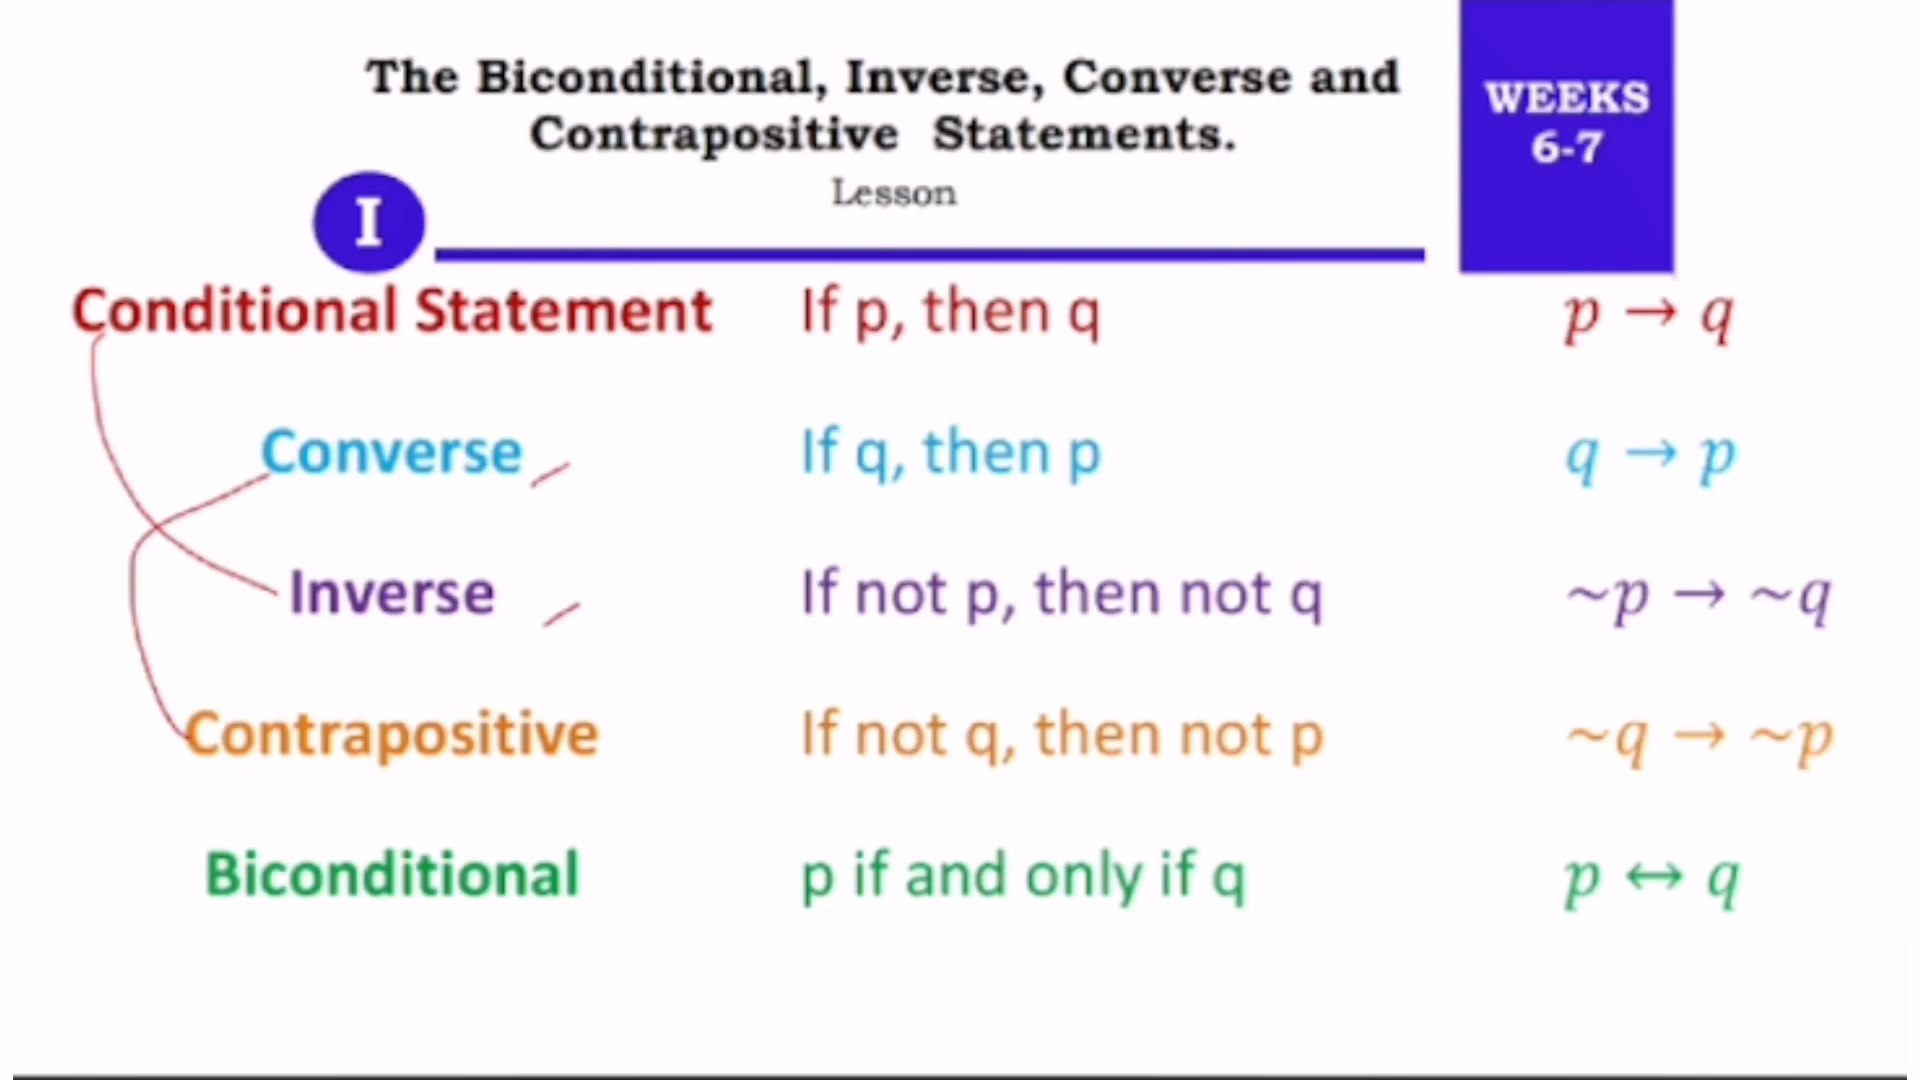 The Biconditional, Inverse, Converse and
Contrapositive Statements.
WEEKS
6-7
Lesson
I
Conditional Statement If p, then q p → q
Converse If q, then p q → p
Inverse If not p, then not q ~p → ~q
Contrapositive If not q, then not p ~q → ~p
Biconditional p if and only if q p ↔ q